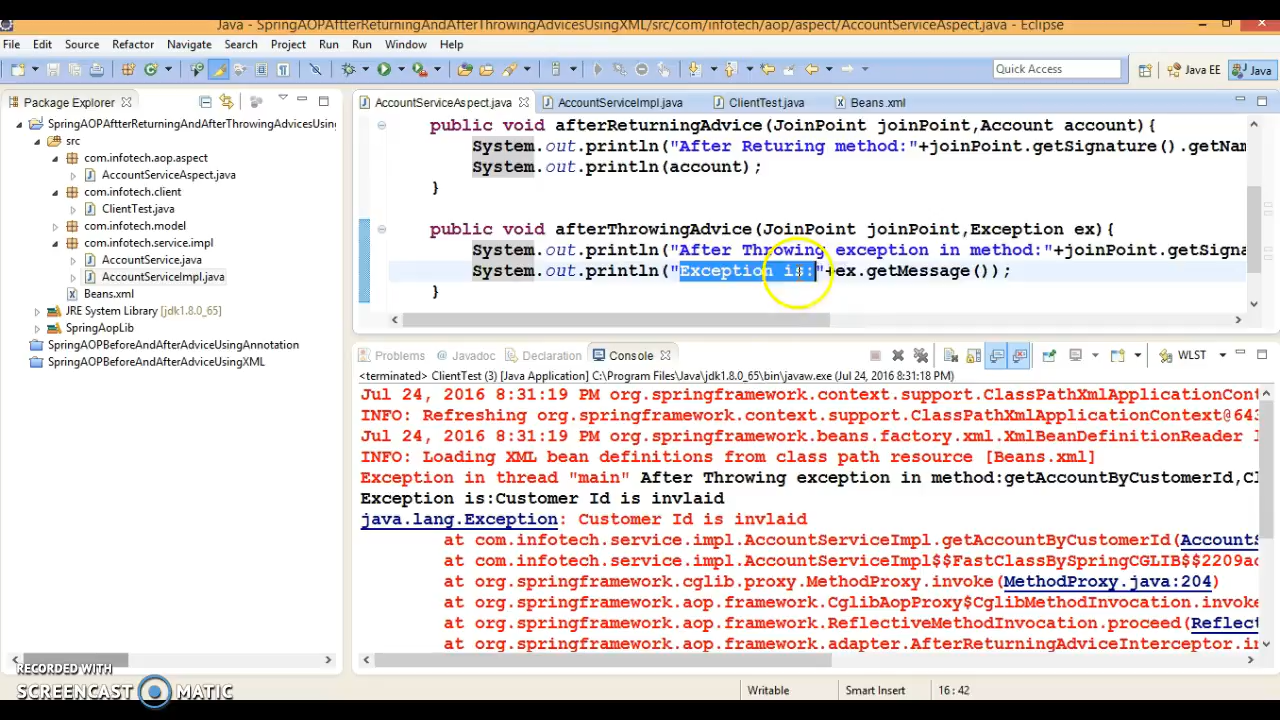 Java - SpringAOPAftterReturningAndAfterThrowingAdvicesUsingXML/src/com/infotech/aop/aspect/AccountServiceAspect.java - Eclipse
File Edit Source Refactor Navigate Search Project Run Run Window Help
Quick Access Java EE Java
Package Explorer
SpringAOPAftterReturningAndAfterThrowingAdvicesUsing
src
com.infotech.aop.aspect
AccountServiceAspect.java
com.infotech.client
ClientTest.java
com.infotech.model
com.infotech.service.impl
AccountService.java
AccountServiceImpl.java
Beans.xml
JRE System Library [jdk1.8.0_65]
SpringAopLib
SpringAOPBeforeAndAfterAdviceUsingAnnotation
SpringAOPBeforeAndAfterAdviceUsingXML
AccountServiceAspect.java AccountServiceImpl.java ClientTest.java Beans.xml
public void afterReturningAdvice(JoinPoint joinPoint,Account account){
System.out.println("After Returing method:"+joinPoint.getSignature().getNam
System.out.println(account);
}
public void afterThrowingAdvice(JoinPoint joinPoint,Exception ex){
System.out.println("After Throwing exception in method:"+joinPoint.getSigna
System.out.println("Exception is:"+ex.getMessage());
}
Problems Javadoc Declaration Console WLST
<terminated> ClientTest (3) [Java Application] C:\Program Files\Java\jdk1.8.0_65\bin\javaw.exe (Jul 24, 2016 8:31:18 PM)
Jul 24, 2016 8:31:19 PM org.springframework.context.support.ClassPathXmlApplicationCont
INFO: Refreshing org.springframework.context.support.ClassPathXmlApplicationContext@643
Jul 24, 2016 8:31:19 PM org.springframework.beans.factory.xml.XmlBeanDefinitionReader l
INFO: Loading XML bean definitions from class path resource [Beans.xml]
Exception in thread "main" After Throwing exception in method:getAccountByCustomerId,Cl
Exception is:Customer Id is invlaid
java.lang.Exception: Customer Id is invlaid
at com.infotech.service.impl.AccountServiceImpl.getAccountByCustomerId(AccountS
at com.infotech.service.impl.AccountServiceImpl$$FastClassBySpringCGLIB$$2209ad
at org.springframework.cglib.proxy.MethodProxy.invoke(MethodProxy.java:204)
at org.springframework.aop.framework.CglibAopProxy$CglibMethodInvocation.invoke
at org.springframework.aop.framework.ReflectiveMethodInvocation.proceed(Reflect
at org.springframework.aop.framework.adapter.AfterReturningAdviceInterceptor.in
RECORDED WITH
SCREENCAST MATIC
Writable Smart Insert 16 : 42